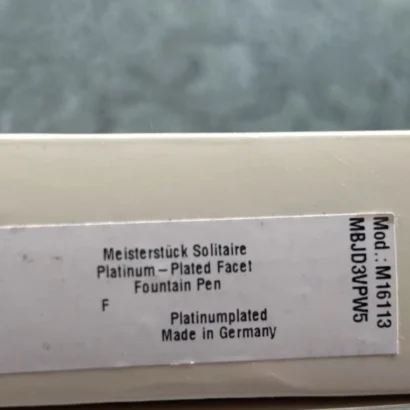 Meisterstück Solitaire
Platinum – Plated Facet
Fountain Pen
F
Platinumplated
Made in Germany
Mod.: M16113
MBJD3VPW5